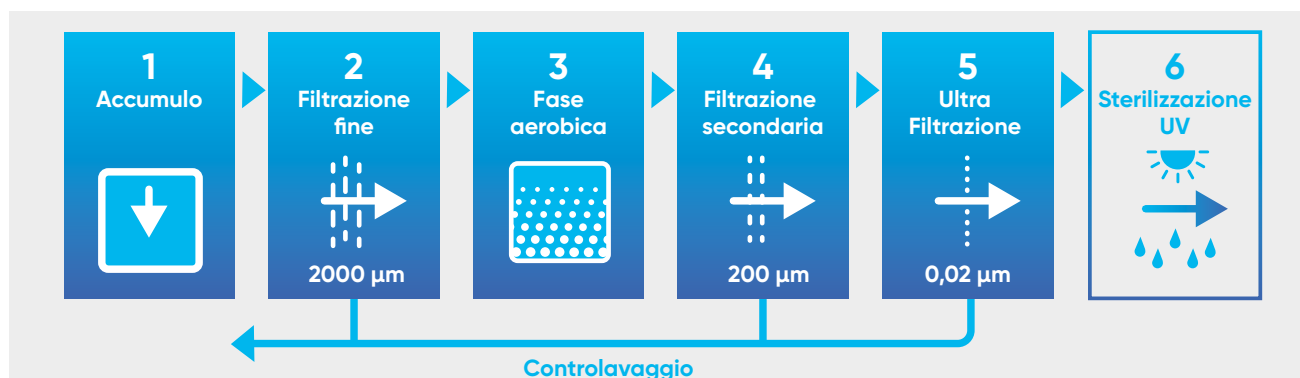 1
Accumulo
2
Filtrazione
fine
2000 μm
3
Fase
aerobica
4
Filtrazione
secondaria
200 μm
5
Ultra
Filtrazione
0,02 μm
6
Sterilizzazione
UV
Controlavaggio